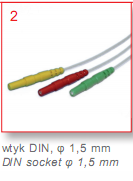 2
wtyk DIN, φ 1,5 mm
DIN socket φ 1,5 mm